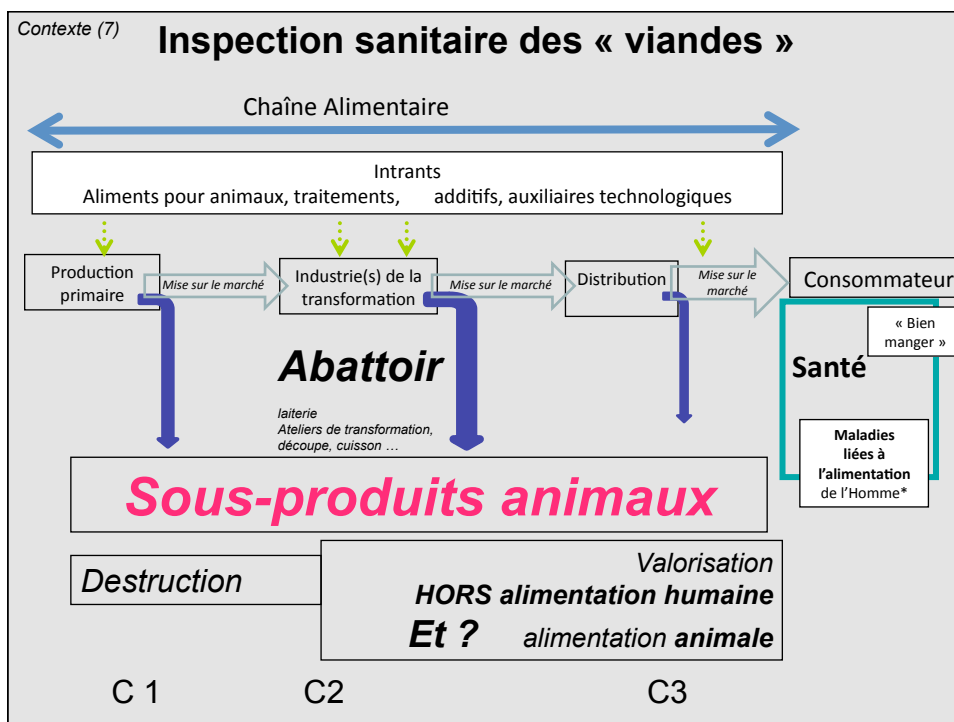 Contexte (7)
Inspection sanitaire des « viandes »
Chaîne Alimentaire
Intrants
Aliments pour animaux, traitements, additifs, auxiliaires technologiques
Production
primaire
Mise sur le marché
Industrie(s) de la
transformation
Mise sur le marché
Distribution
Mise sur le
marché
Consommateur
« Bien
manger »
Santé
Maladies
liées à
l'alimentation
de l'Homme*
Abattoir
laiterie
Ateliers de transformation,
découpe, cuisson ...
Sous-produits animaux
Destruction
Valorisation
HORS alimentation humaine
Et ? alimentation animale
C 1 C2 C3